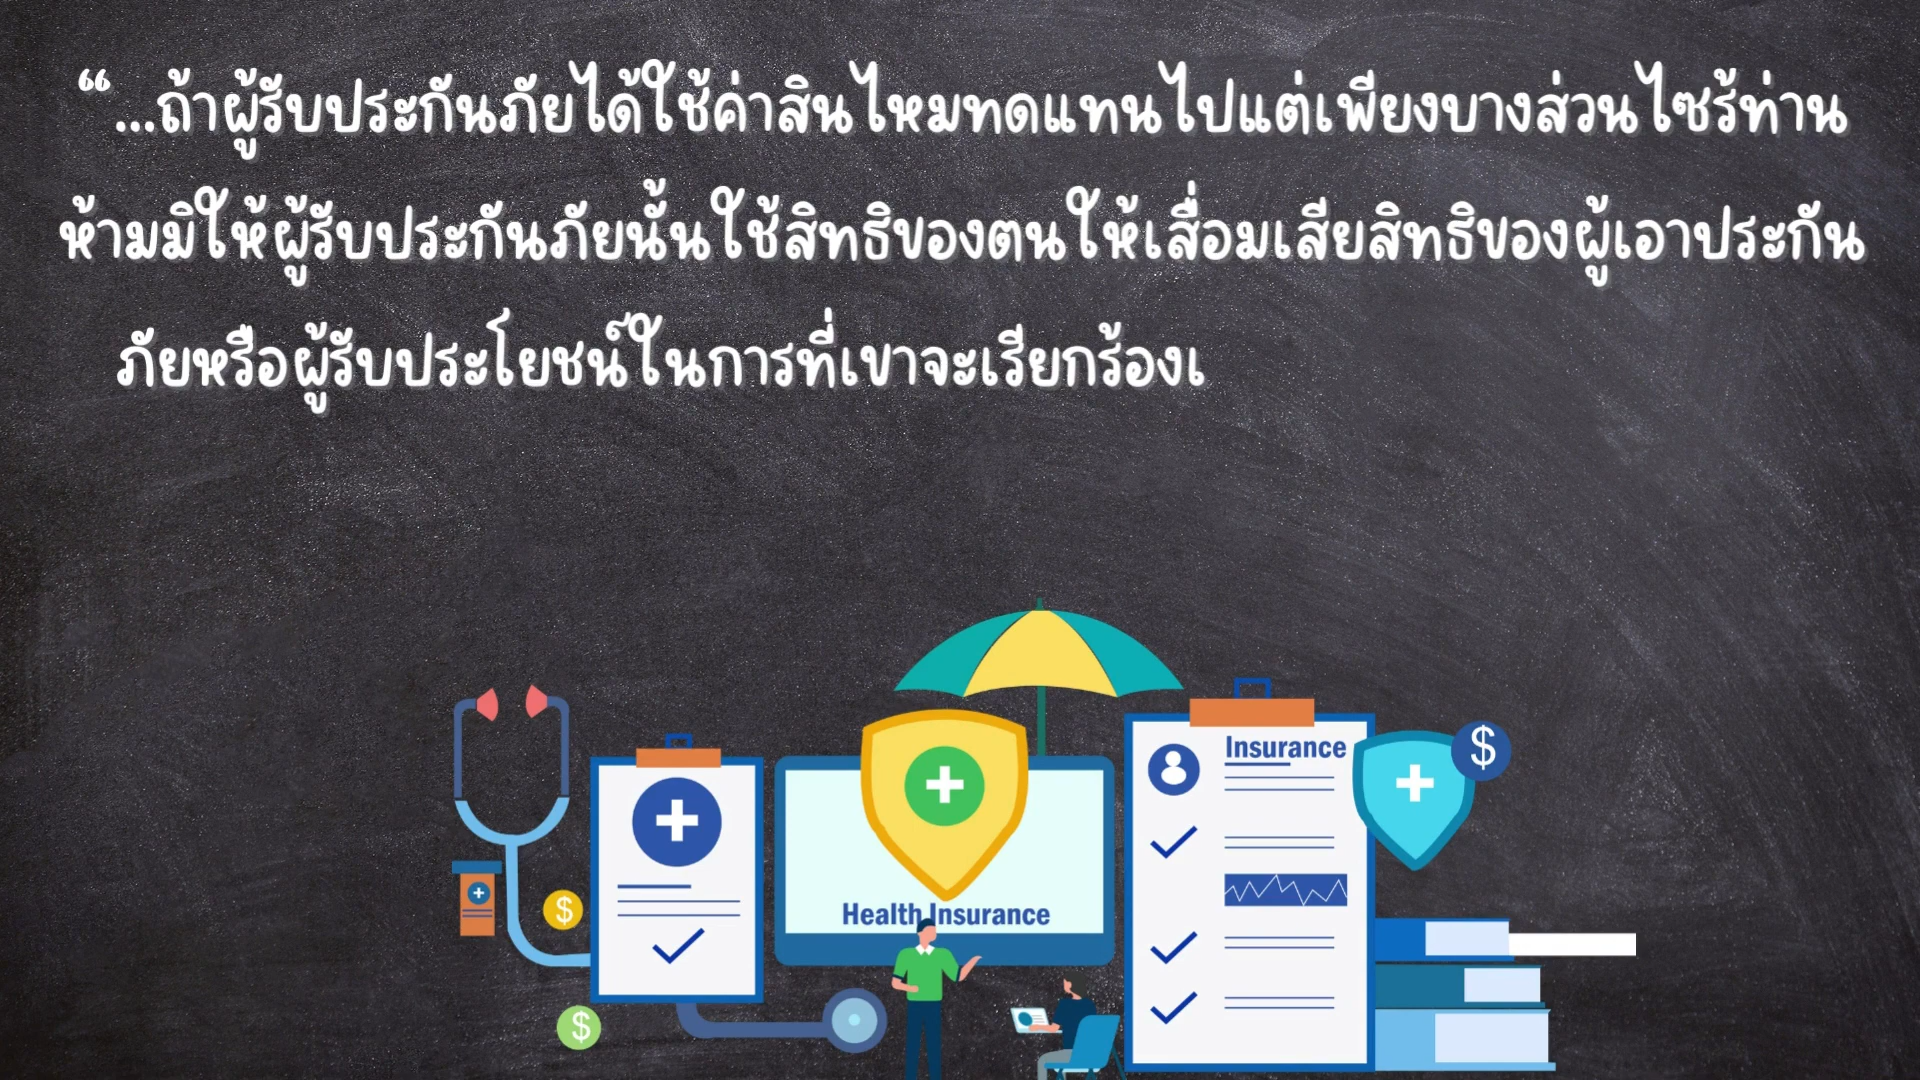 “...ถ้าผู้รับประกันภัยได้ใช้ค่าสินไหมทดแทนไปแต่เพียงบางส่วนไซร้ท่าน
ห้ามมิให้ผู้รับประกันภัยนั้นใช้สิทธิของตนให้เสื่อมเสียสิทธิของผู้เอาประกัน
ภัยหรือผู้รับประโยชน์ในการที่เขาจะเรียกร้องเ
Insurance
Health Insurance